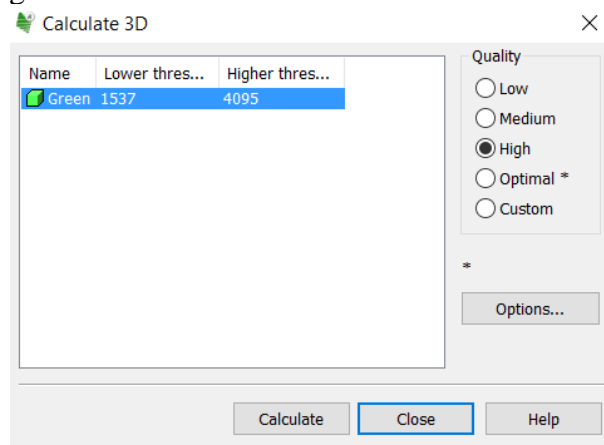 Calculate 3D
Name Lower thres... Higher thres...
Green 1537 4095
Quality
Low
Medium
High
Optimal *
Custom
*
Options...
Calculate Close Help